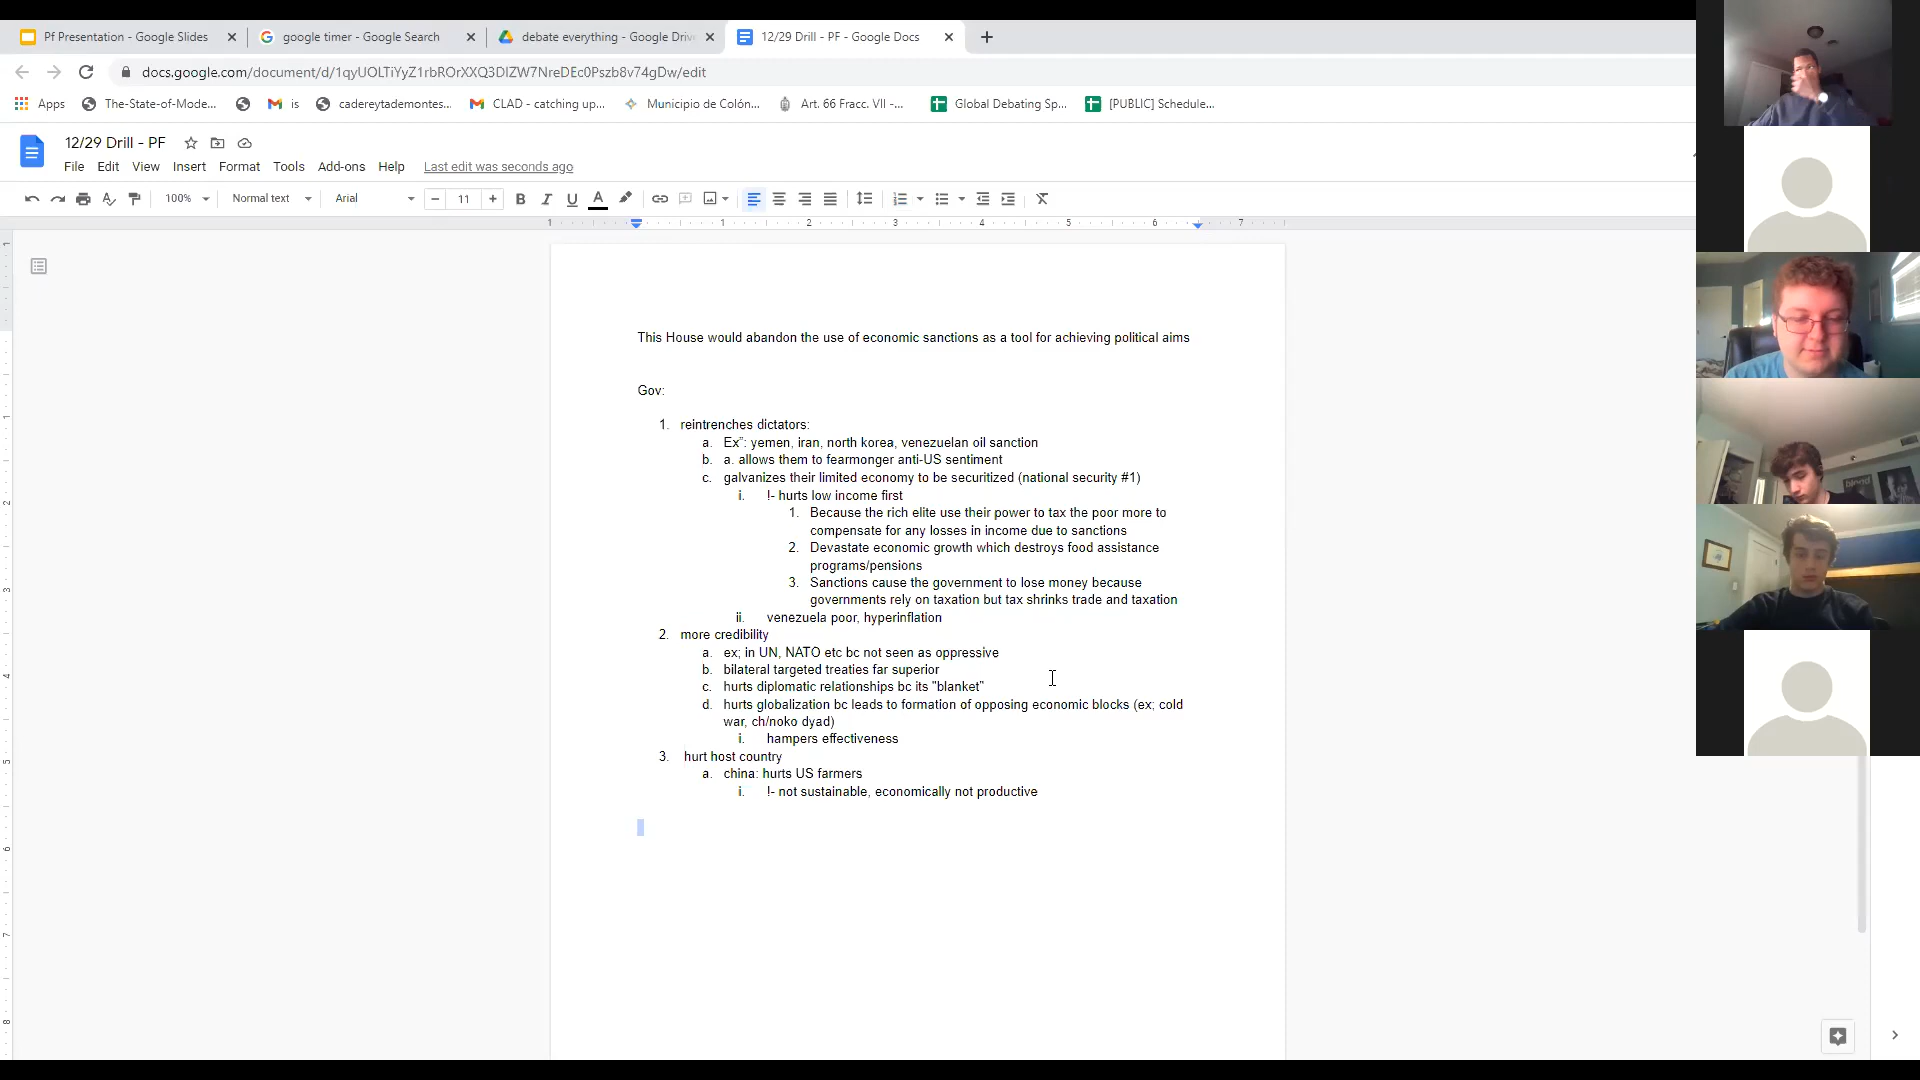 Pf Presentation - Google Slides
google timer - Google Search
debate everything - Google Drive
12/29 Drill - PF - Google Docs
docs.google.com/document/d/1qyUOLTiYyZ1rbROrXXQ3DIZW7NreDEc0Pszb8v74gDw/edit
Apps
The-State-of-Mode...
is
cadereytademontes...
CLAD - catching up...
Municipio de Colón...
Art. 66 Fracc. VII -...
Global Debating Sp...
[PUBLIC] Schedule...
12/29 Drill - PF
File Edit View Insert Format Tools Add-ons Help Last edit was seconds ago
100% Normal text Arial 11 B I U A
1 1 2 3 4 5 6 7
This House would abandon the use of economic sanctions as a tool for achieving political aims
Gov:
1. reintrenches dictators:
a. Ex": yemen, iran, north korea, venezuelan oil sanction
b. a. allows them to fearmonger anti-US sentiment
c. galvanizes their limited economy to be securitized (national security #1)
i. !- hurts low income first
1. Because the rich elite use their power to tax the poor more to
compensate for any losses in income due to sanctions
2. Devastate economic growth which destroys food assistance
programs/pensions
3. Sanctions cause the government to lose money because
governments rely on taxation but tax shrinks trade and taxation
ii. venezuela poor, hyperinflation
2. more credibility
a. ex; in UN, NATO etc bc not seen as oppressive
b. bilateral targeted treaties far superior
c. hurts diplomatic relationships bc its "blanket"
d. hurts globalization bc leads to formation of opposing economic blocks (ex; cold
war, ch/noko dyad)
i. hampers effectiveness
3. hurt host country
a. china: hurts US farmers
i. !- not sustainable, economically not productive